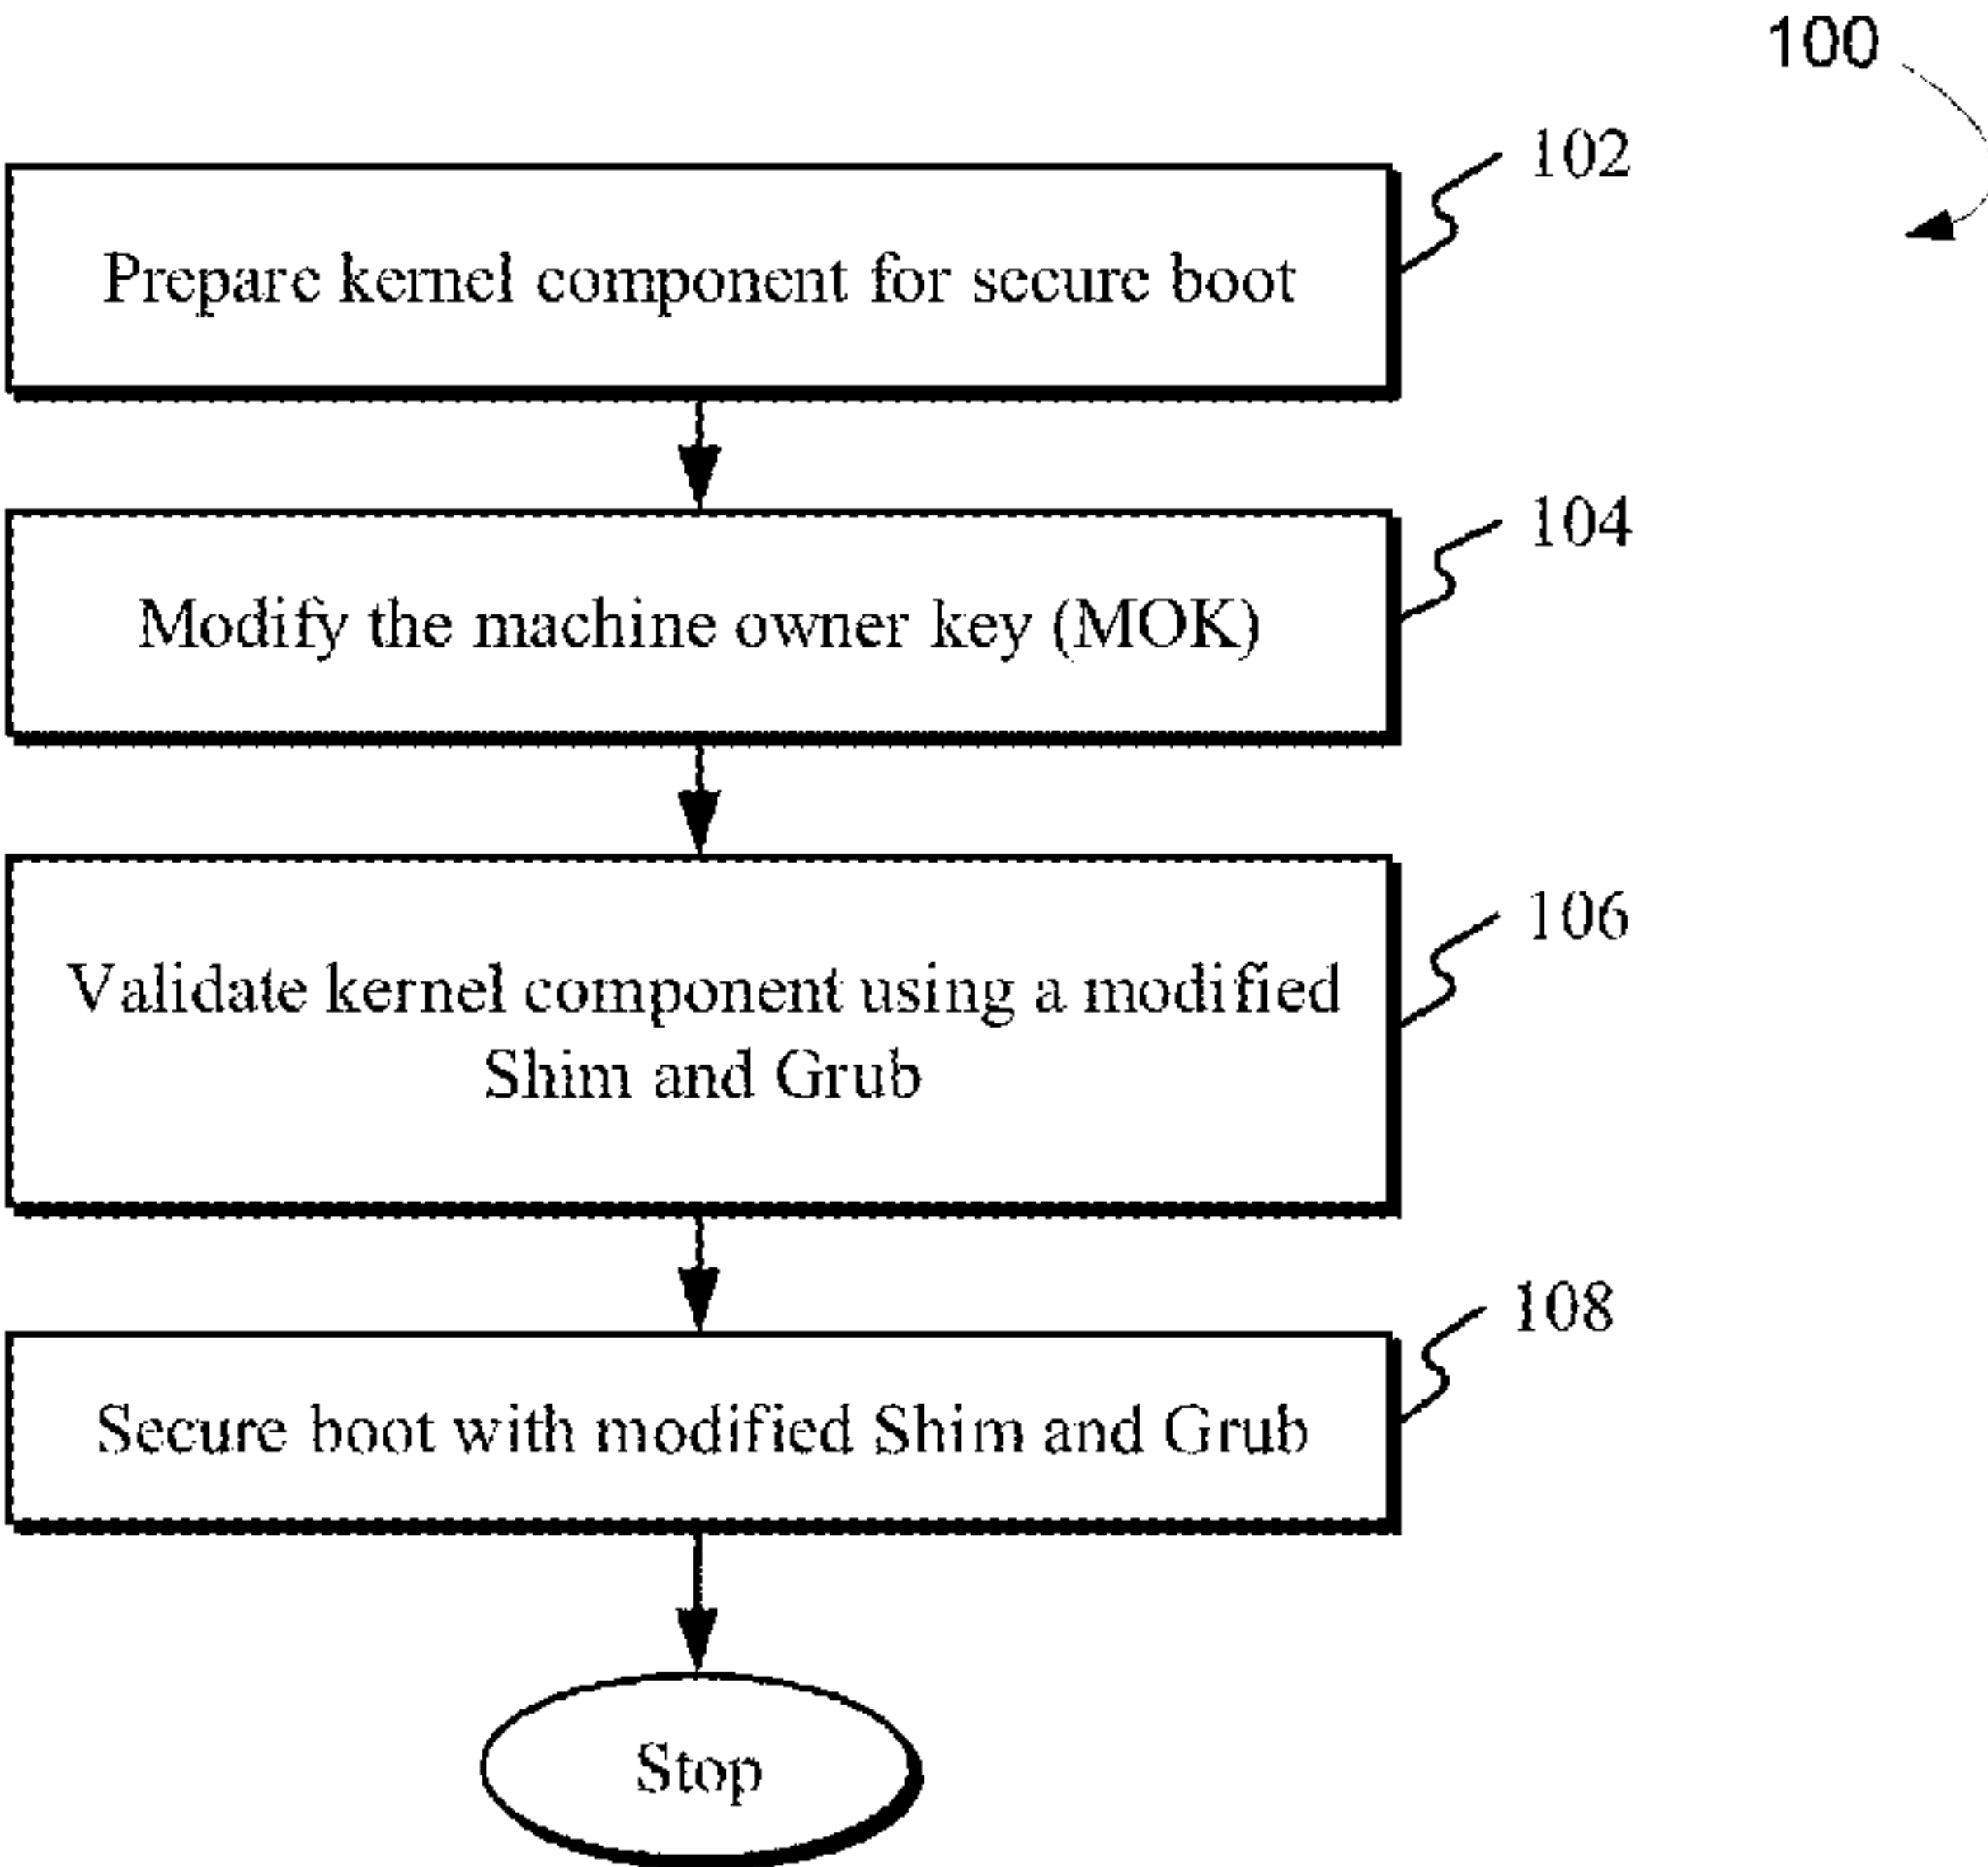 100
102
Prepare kernel component for secure boot
104
Modify the machine owner key (MOK)
106
Validate kernel component using a modified
Shim and Grub
108
Secure boot with modified Shim and Grub
Stop